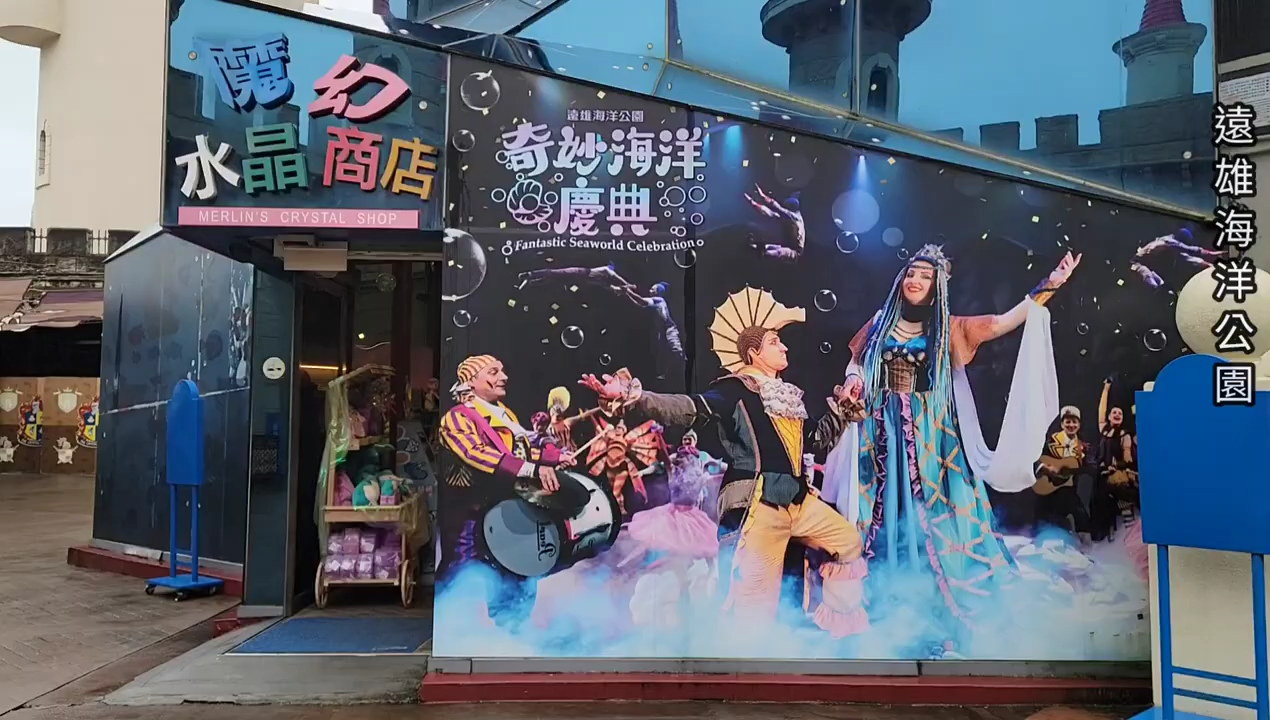 魔幻
水晶商店
MERLIN'S CRYSTAL SHOP
遠雄海洋公園
奇妙海洋
慶典
Fantastic Seaworld Celebration
遠雄海洋公園